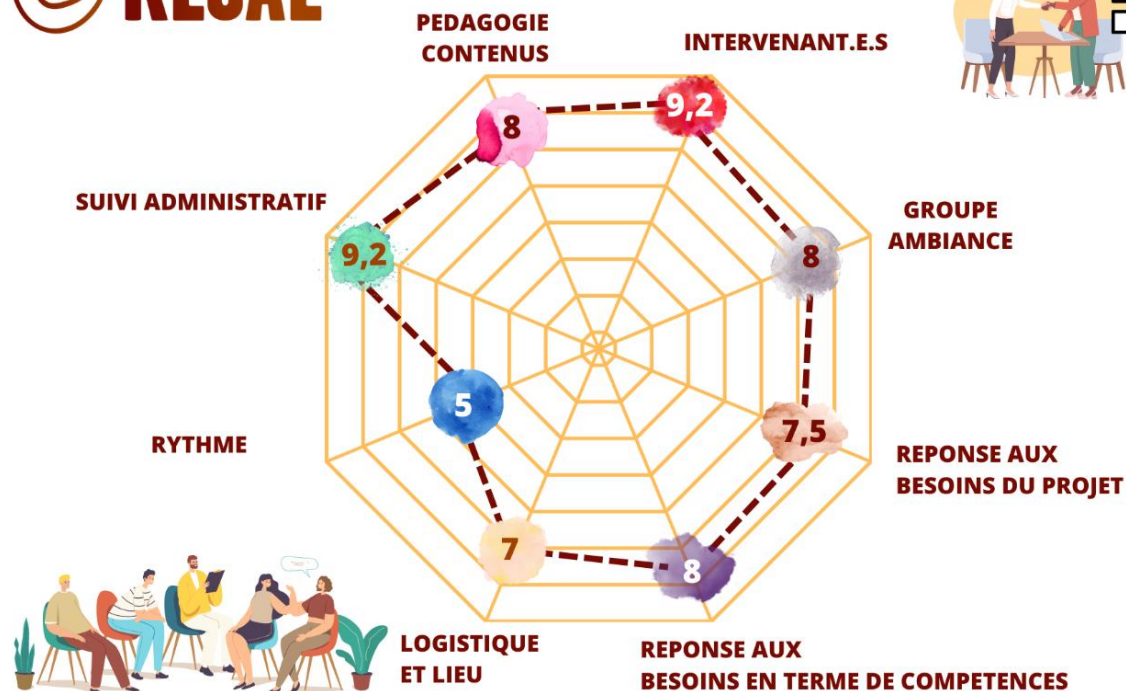 PEDAGOGIE
CONTENUS
INTERVENANT.E.S
8
9,2
SUIVI ADMINISTRATIF
GROUPE
AMBIANCE
9,2
8
RYTHME
5
7,5
REPONSE AUX
BESOINS DU PROJET
7
8
LOGISTIQUE
ET LIEU
REPONSE AUX
BESOINS EN TERME DE COMPETENCES